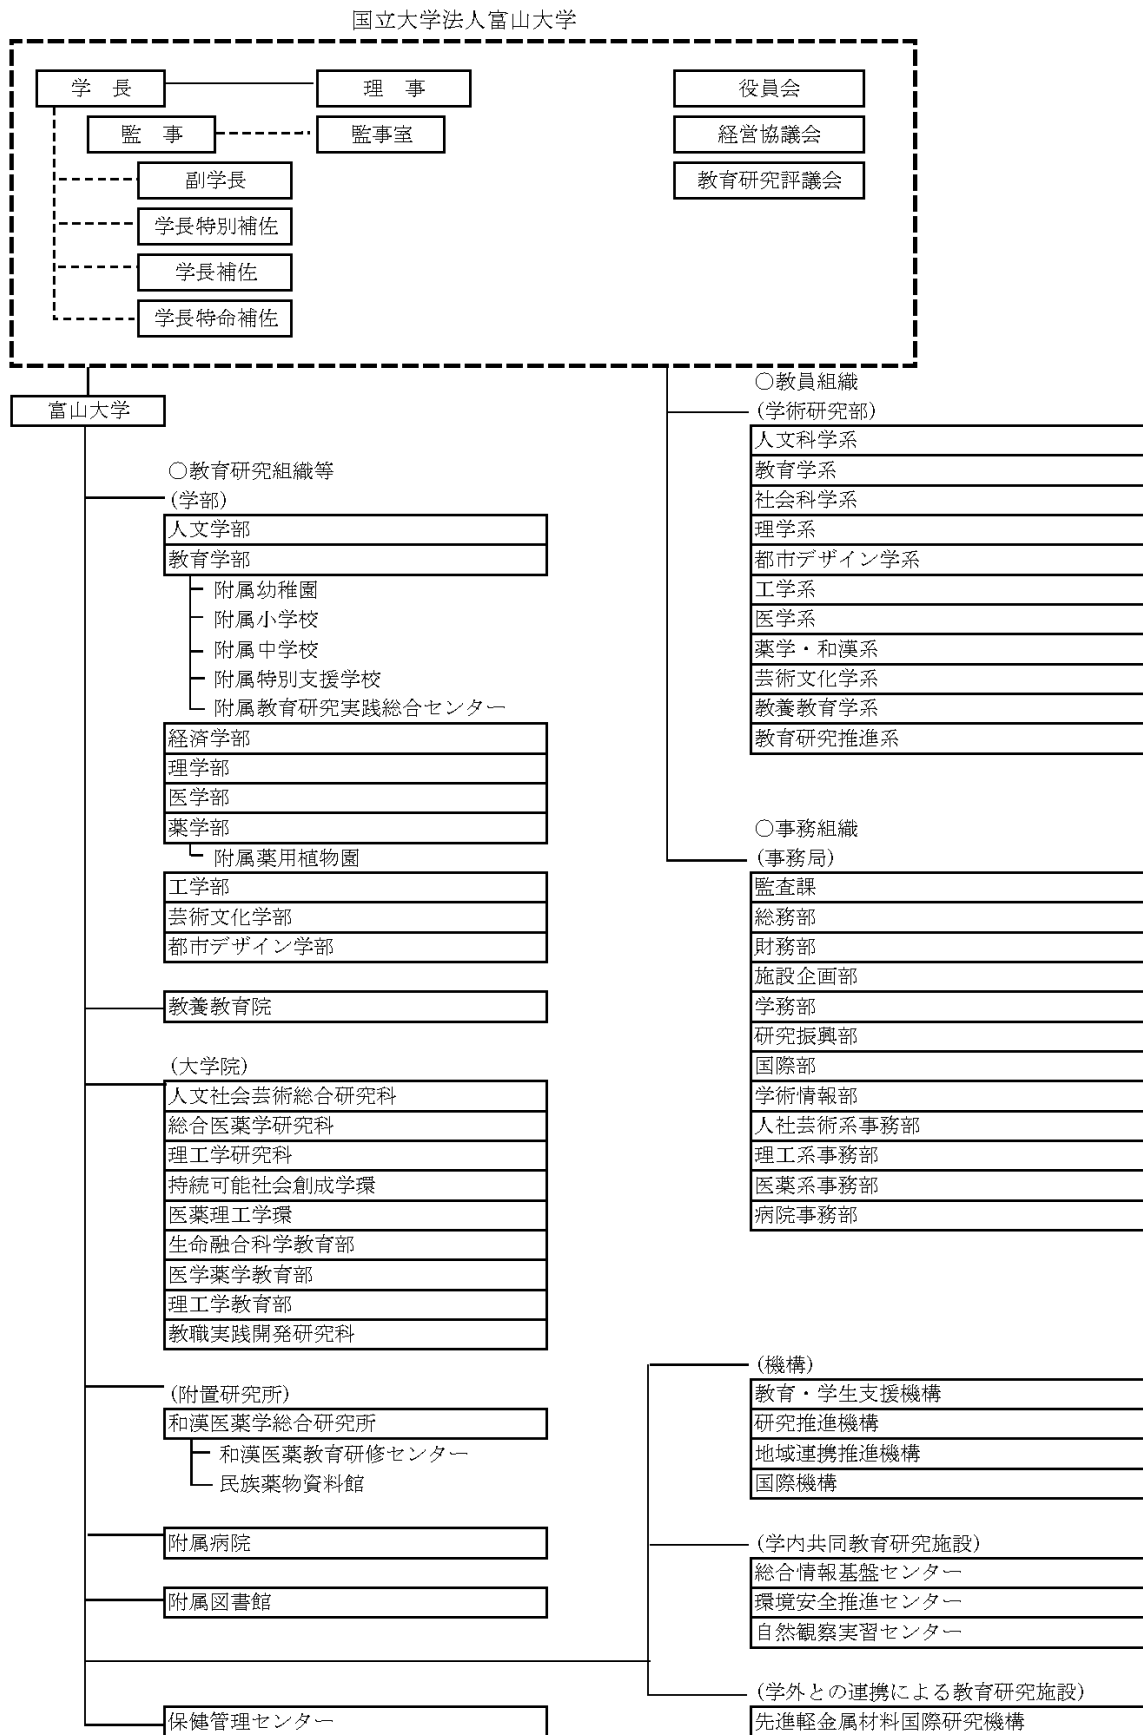 国立大学法人富山大学
学　長
理　事
役員会
監　事
監事室
経営協議会
副学長
教育研究評議会
学長特別補佐
学長補佐
学長特命補佐
富山大学
○教育研究組織等
(学部)
人文学部
教育学部
附属幼稚園
附属小学校
附属中学校
附属特別支援学校
附属教育研究実践総合センター
経済学部
理学部
医学部
薬学部
附属薬用植物園
工学部
芸術文化学部
都市デザイン学部
教養教育院
(大学院)
人文社会芸術総合研究科
総合医薬学研究科
理工学研究科
持続可能社会創成学環
医薬理工学環
生命融合科学教育部
医学薬学教育部
理工学教育部
教職実践開発研究科
(附置研究所)
和漢医薬学総合研究所
和漢医薬教育研修センター
民族薬物資料館
附属病院
附属図書館
保健管理センター
○教員組織
(学術研究部)
人文科学系
教育学系
社会科学系
理学系
都市デザイン学系
工学系
医学系
薬学・和漢系
芸術文化学系
教養教育学系
教育研究推進系
○事務組織
(事務局)
監査課
総務部
財務部
施設企画部
学務部
研究振興部
国際部
学術情報部
人社芸術系事務部
理工系事務部
医薬系事務部
病院事務部
(機構)
教育・学生支援機構
研究推進機構
地域連携推進機構
国際機構
(学内共同教育研究施設)
総合情報基盤センター
環境安全推進センター
自然観察実習センター
(学外との連携による教育研究施設)
先進軽金属材料国際研究機構